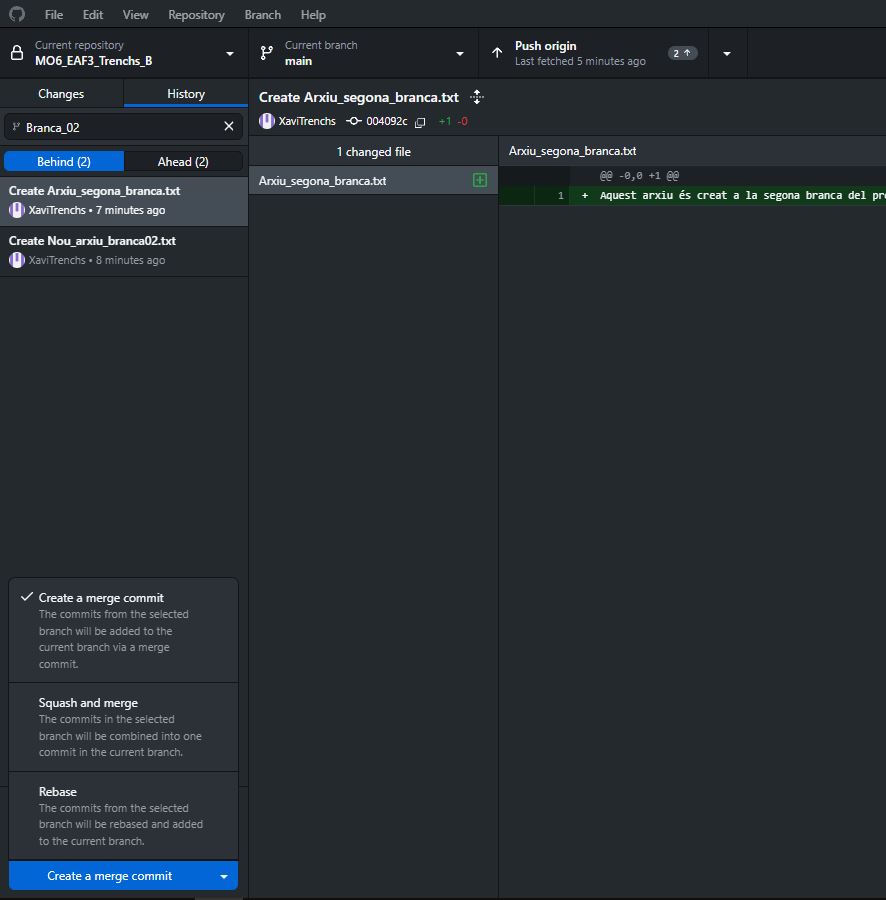 File Edit View Repository Branch Help
Current repository
MO6_EAF3_Trenchs_B
Current branch
main
Push origin
Last fetched 5 minutes ago
2
Changes
History
Branca_02
Behind (2)
Ahead (2)
Create Arxiu_segona_branca.txt
XaviTrenchs • 7 minutes ago
Create Nou_arxiu_branca02.txt
XaviTrenchs • 8 minutes ago
Create Arxiu_segona_branca.txt
XaviTrenchs 004092c +1 -0
1 changed file
Arxiu_segona_branca.txt
Arxiu_segona_branca.txt
@@ -0,0 +1 @@
1 + Aquest arxiu és creat a la segona branca del
Create a merge commit
The commits from the selected
branch will be added to the
current branch via a merge
commit.
Squash and merge
The commits in the selected
branch will be combined into one
commit in the current branch.
Rebase
The commits from the selected
branch will be rebased and added
to the current branch.
Create a merge commit